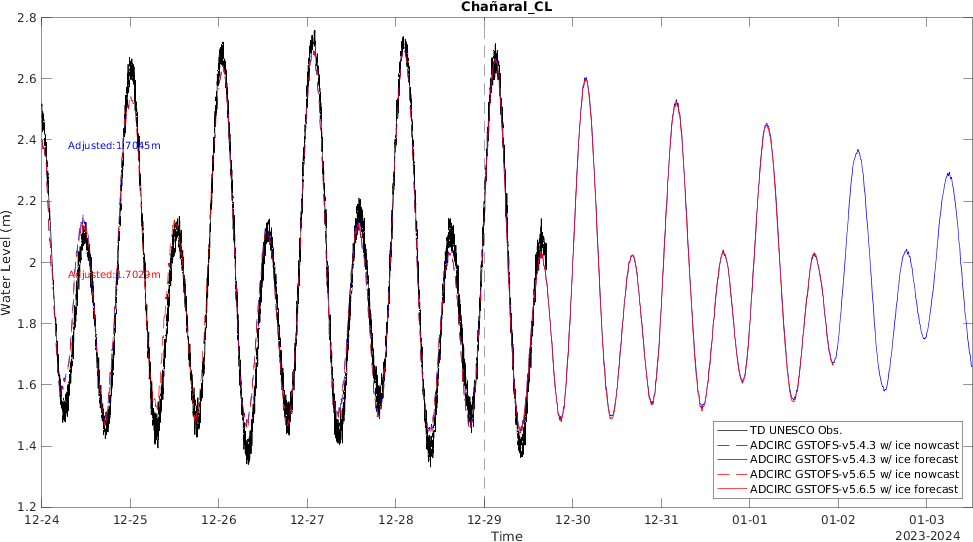 Chañaral_CL
Water Level (m)
2.8
2.6
2.4
2.2
2
1.8
1.6
1.4
1.2
Adjusted:1.7045m
Adjusted:1.7029m
TD UNESCO Obs.
ADCIRC GSTOFS-v5.4.3 w/ ice nowcast
ADCIRC GSTOFS-v5.4.3 w/ ice forecast
ADCIRC GSTOFS-v5.6.5 w/ ice nowcast
ADCIRC GSTOFS-v5.6.5 w/ ice forecast
12-24 12-25 12-26 12-27 12-28 12-29 12-30 12-31 01-01 01-02 01-03
Time
2023-2024